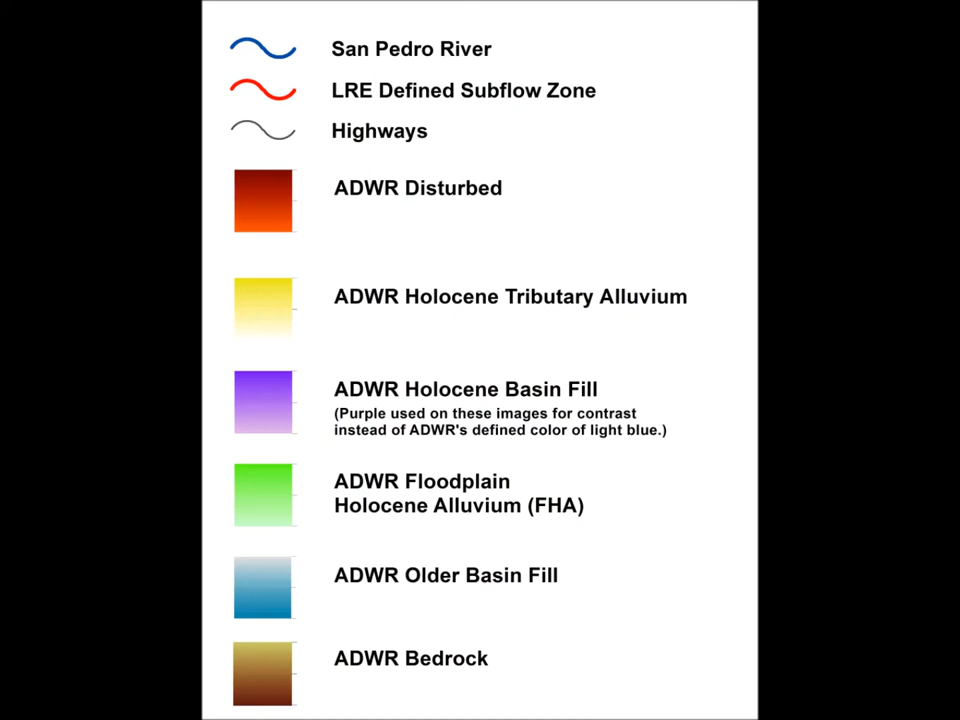 San Pedro River
LRE Defined Subflow Zone
Highways
ADWR Disturbed
ADWR Holocene Tributary Alluvium
ADWR Holocene Basin Fill
(Purple used on these images for contrast
instead of ADWR's defined color of light blue.)
ADWR Floodplain
Holocene Alluvium (FHA)
ADWR Older Basin Fill
ADWR Bedrock